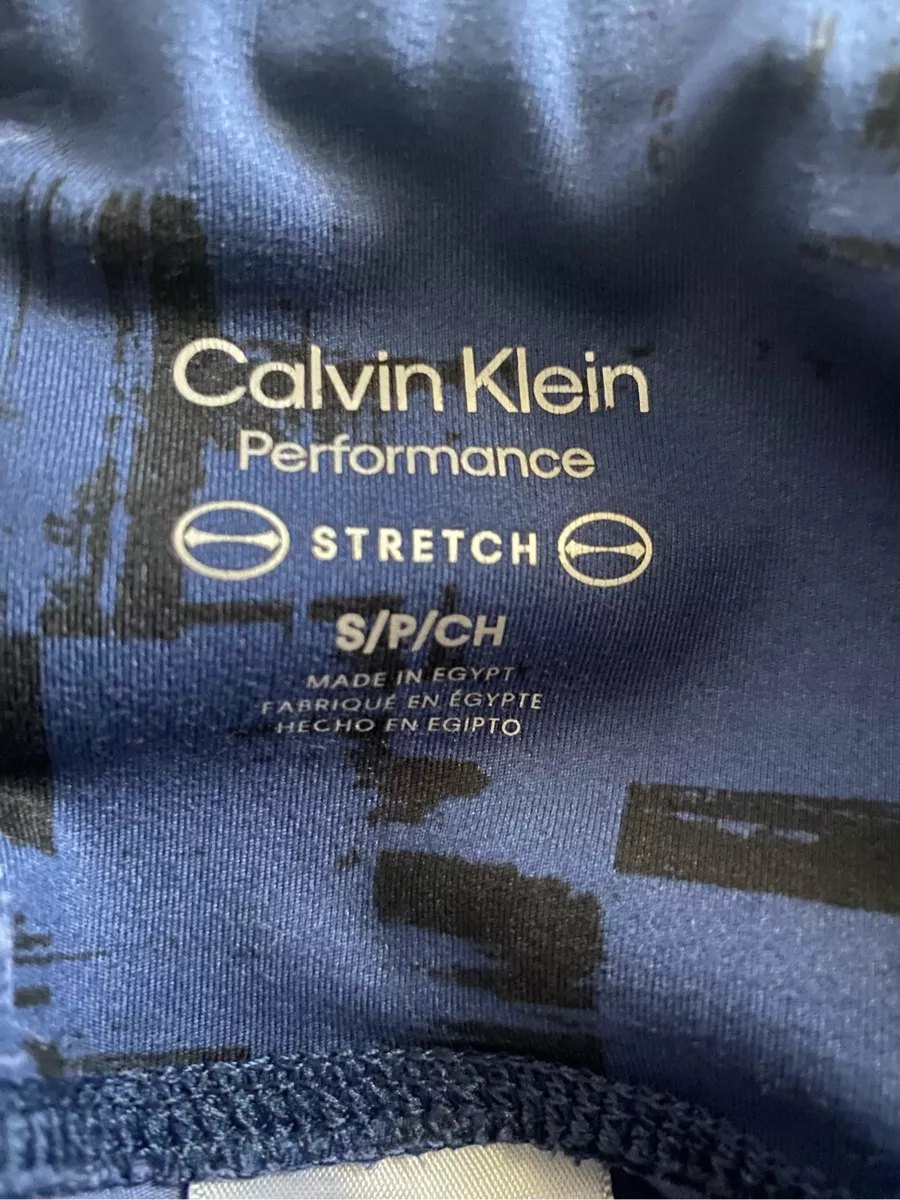 Calvin Klein
Performance
STRETCH
S/P/CH
MADE IN EGYPT
FABRIQUÉ EN ÉGYPTE
HECHO EN EGIPTO